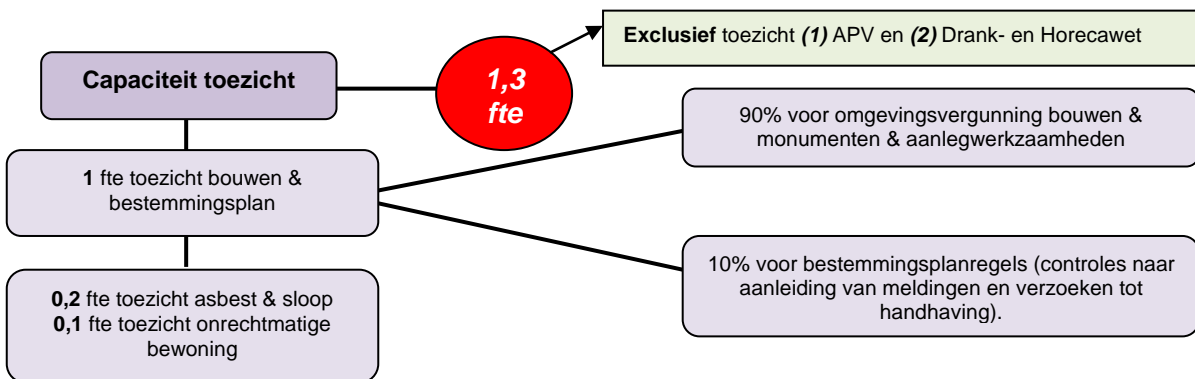 Exclusief toezicht (1) APV en (2) Drank- en Horecawet
Capaciteit toezicht
1,3
fte
90% voor omgevingsvergunning bouwen &
monumenten & aanlegwerkzaamheden
1 fte toezicht bouwen &
bestemmingsplan
10% voor bestemmingsplanregels (controles naar
aanleiding van meldingen en verzoeken tot
handhaving).
0,2 fte toezicht asbest & sloop
0,1 fte toezicht onrechtmatige
bewoning